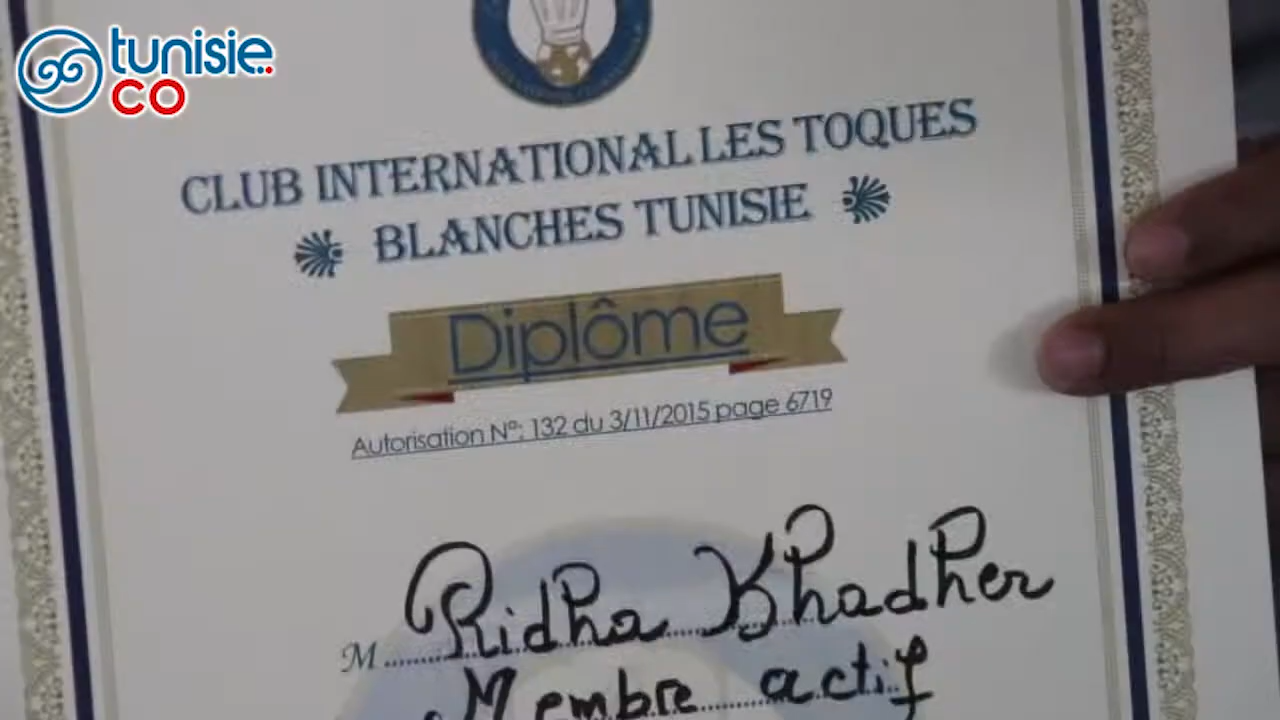 tunisie..
co
CLUB INTERNATIONAL LES TOQUES
BLANCHES TUNISIE
Diplôme
Autorisation N°: 132 du 3/11/2015 page 6719
M Ridha Khadher
Membre actif